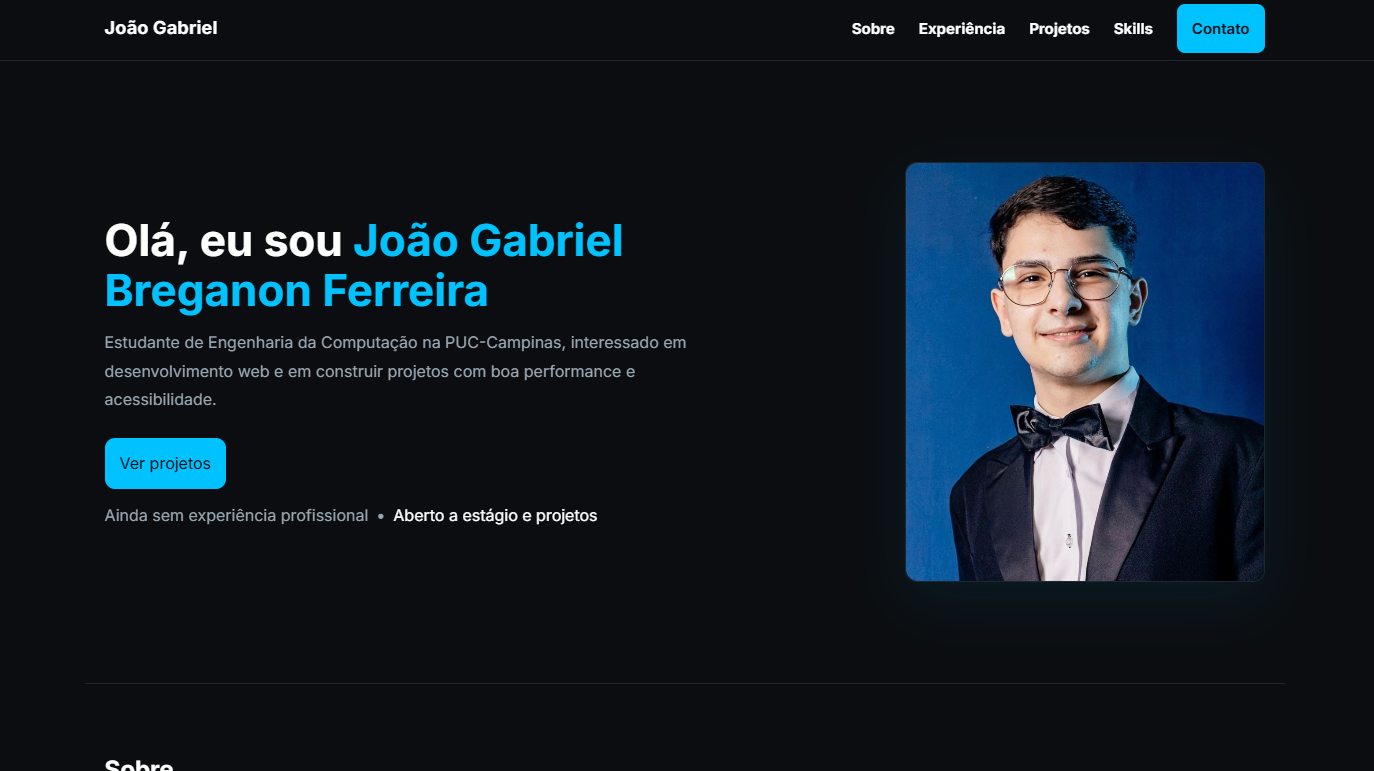 João Gabriel
Sobre
Experiência
Projetos
Skills
Contato
Olá, eu sou João Gabriel
Breganon Ferreira
Estudante de Engenharia da Computação na PUC-Campinas, interessado em
desenvolvimento web e em construir projetos com boa performance e
acessibilidade.
Ver projetos
Ainda sem experiência profissional • Aberto a estágio e projetos
Sobre